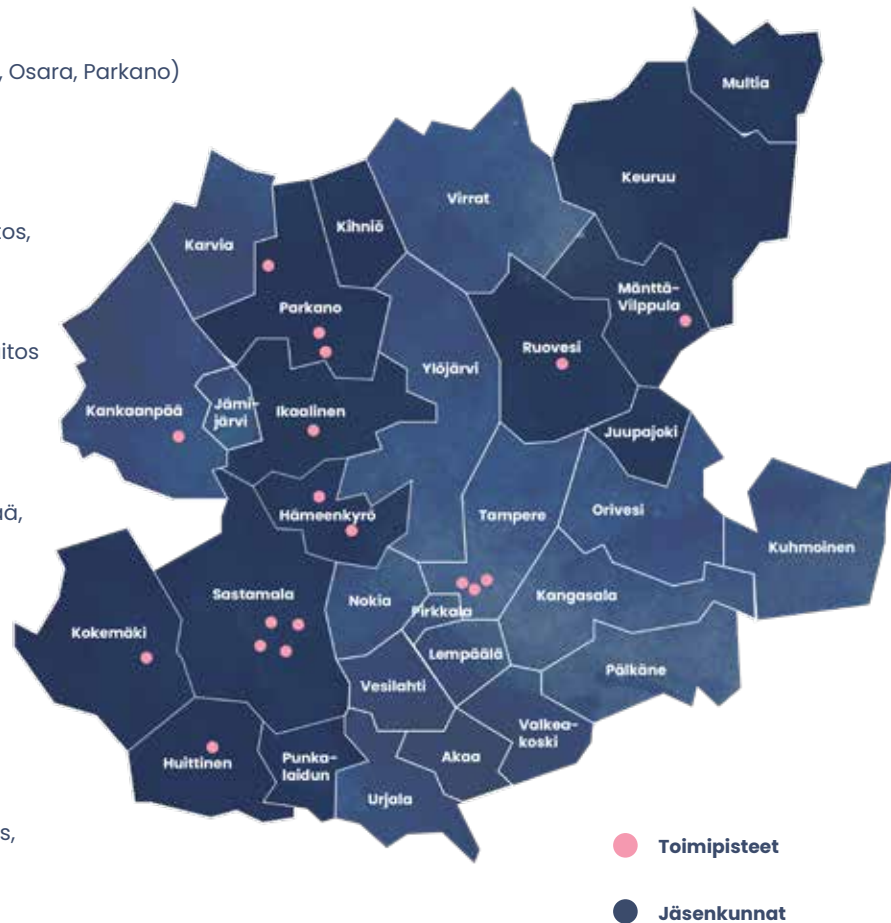 , Osara, Parkano)
tos,
itos
ää,
s,
Multia
Keuruu
Virrat
Kihniö
Karvia
Mänttä-
Vilppula
Parkano
Ruovesi
Ylöjärvi
Kankaanpää
Jämi-
järvi
Ikaalinen
Juupajoki
Hämeenkyrö
Tampere
Orivesi
Kuhmoinen
Sastamala
Nokia
Kangasala
Pirkkala
Kokemäki
Lempäälä
Pälkäne
Vesilahti
Valkea-
koski
Huittinen
Punka-
laidun
Akaa
Urjala
Toimipisteet
Jäsenkunnat